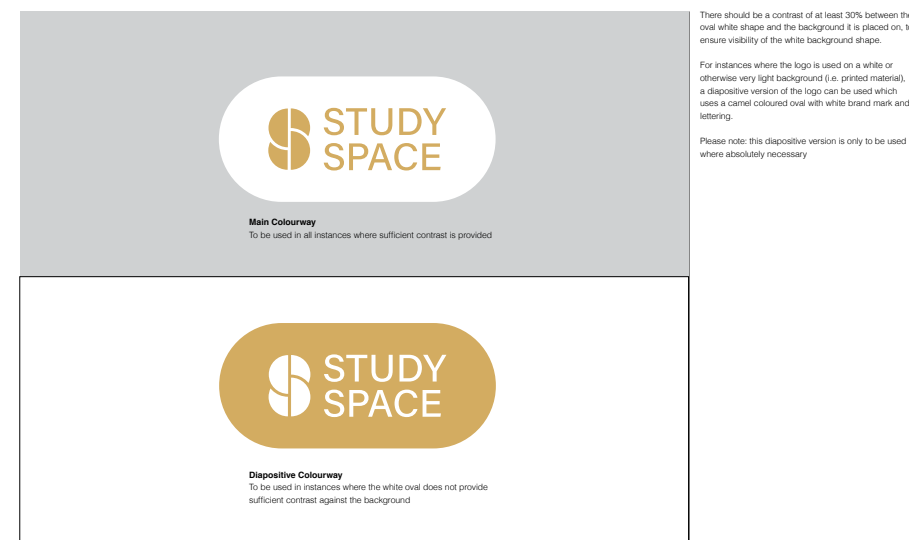 There should be a contrast of at least 30% between the
oval white shape and the background it is placed on, to
ensure visibility of the white background shape.
For instances where the logo is used on a white or
otherwise very light background (i.e. printed material),
a diapositive version of the logo can be used which
uses a camel coloured oval with white brand mark and
lettering.
Please note: this diapositive version is only to be used
where absolutely necessary
STUDY
SPACE
Main Colourway
To be used in all instances where sufficient contrast is provided
STUDY
SPACE
Diapositive Colourway
To be used in instances where the white oval does not provide
sufficient contrast against the background